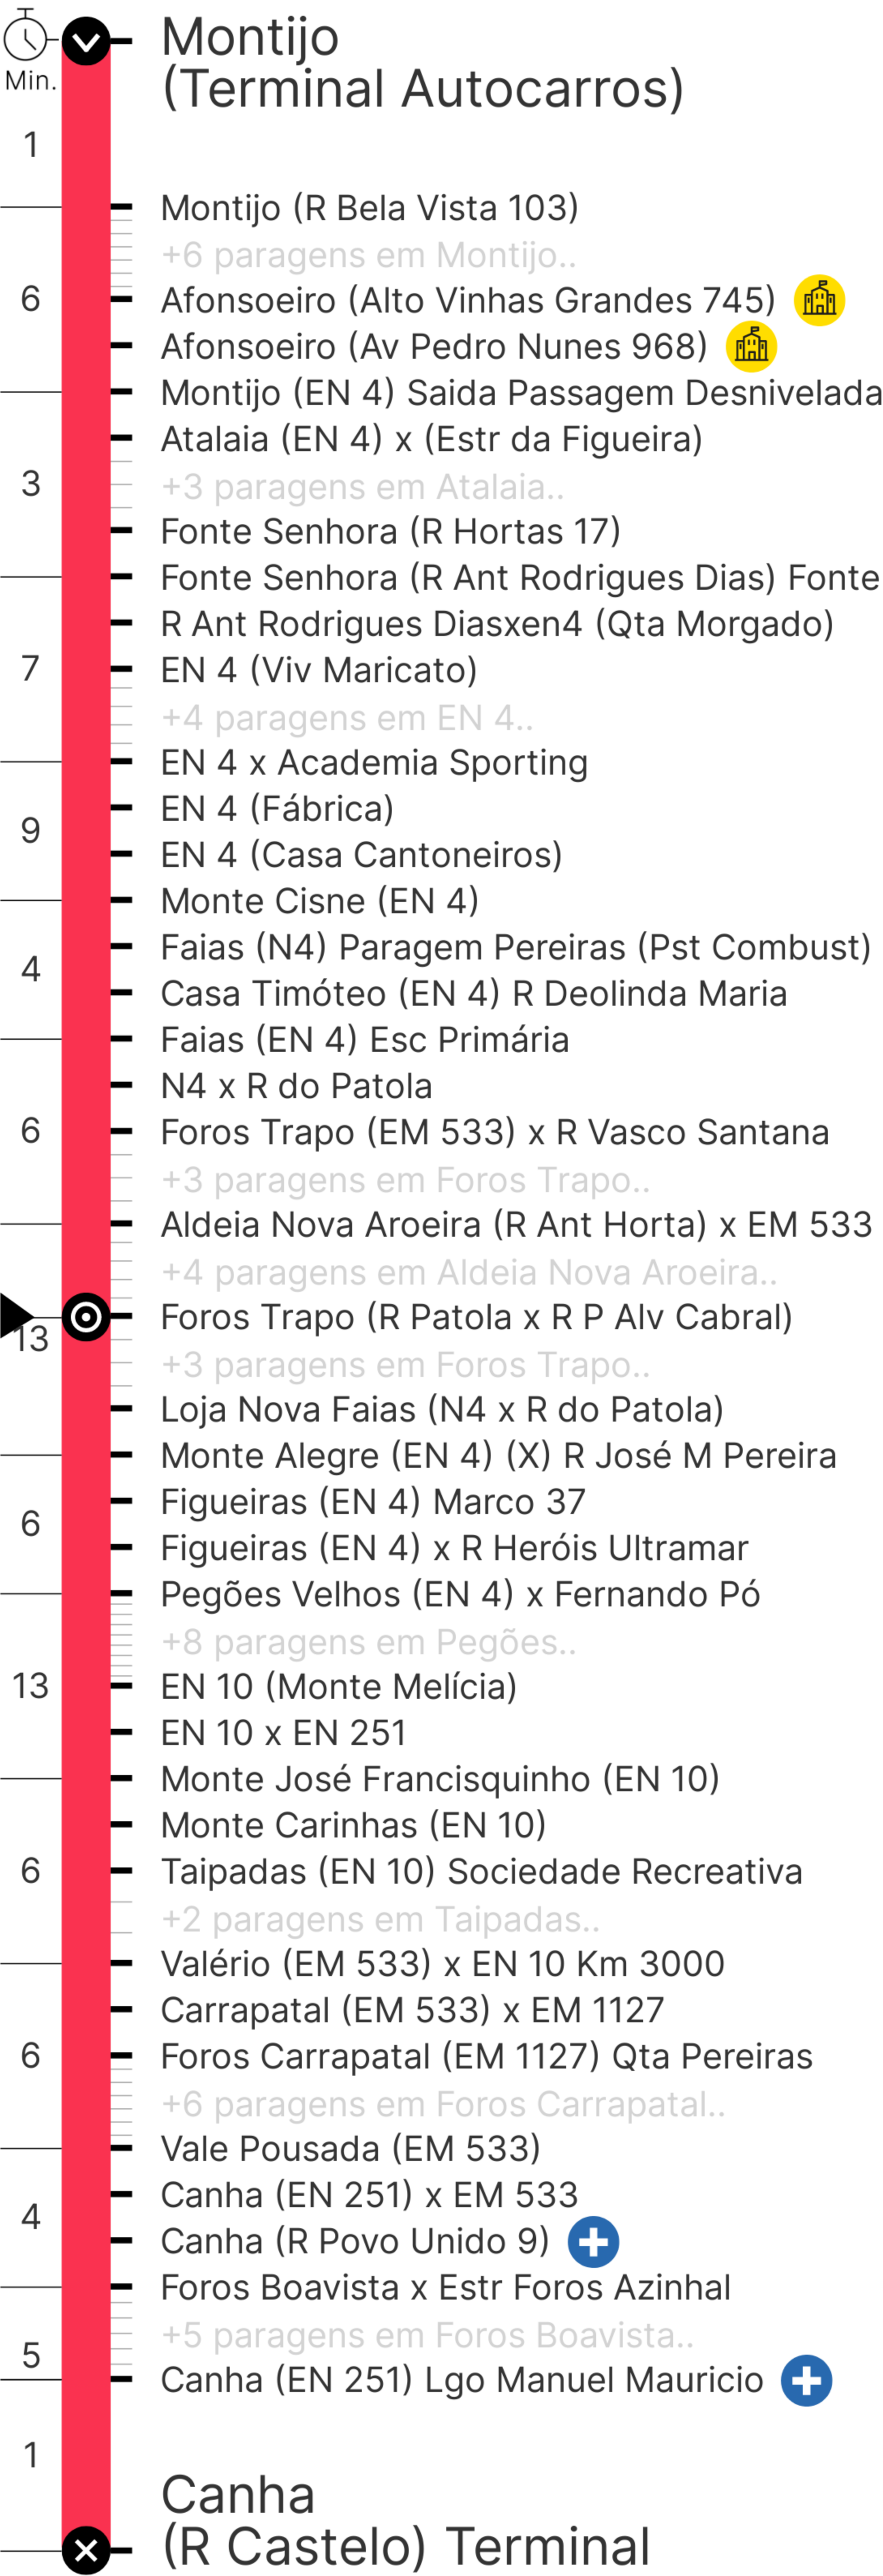 Montijo
Min.
(Terminal Autocarros)
1
Montijo (R Bela Vista 103)
+6 paragens em Montijo..
6
Afonsoeiro (Alto Vinhas Grandes 745)
Afonsoeiro (Av Pedro Nunes 968)
Montijo (EN 4) Saida Passagem Desnivelada
Atalaia (EN 4) x (Estr da Figueira)
3
+3 paragens em Atalaia..
Fonte Senhora (R Hortas 17)
Fonte Senhora (R Ant Rodrigues Dias) Fonte
R Ant Rodrigues Diasxen4 (Qta Morgado)
7
EN 4 (Viv Maricato)
+4 paragens em EN 4..
EN 4 x Academia Sporting
EN 4 (Fábrica)
9
EN 4 (Casa Cantoneiros)
Monte Cisne (EN 4)
Faias (N4) Paragem Pereiras (Pst Combust)
4
Casa Timóteo (EN 4) R Deolinda Maria
Faias (EN 4) Esc Primária
N4 x R do Patola
6
Foros Trapo (EM 533) x R Vasco Santana
+3 paragens em Foros Trapo..
Aldeia Nova Aroeira (R Ant Horta) x EM 533
+4 paragens em Aldeia Nova Aroeira..
Foros Trapo (R Patola x R P Alv Cabral)
13
+3 paragens em Foros Trapo..
Loja Nova Faias (N4 x R do Patola)
Monte Alegre (EN 4) (X) R José M Pereira
Figueiras (EN 4) Marco 37
6
Figueiras (EN 4) x R Heróis Ultramar
Pegões Velhos (EN 4) x Fernando Pó
+8 paragens em Pegões..
13
EN 10 (Monte Melícia)
EN 10 x EN 251
Monte José Francisquinho (EN 10)
Monte Carinhas (EN 10)
6
Taipadas (EN 10) Sociedade Recreativa
+2 paragens em Taipadas..
Valério (EM 533) x EN 10 Km 3000
Carrapatal (EM 533) x EM 1127
6
Foros Carrapatal (EM 1127) Qta Pereiras
+6 paragens em Foros Carrapatal..
Vale Pousada (EM 533)
Canha (EN 251) x EM 533
4
Canha (R Povo Unido 9)
Foros Boavista x Estr Foros Azinhal
+5 paragens em Foros Boavista..
5
Canha (EN 251) Lgo Manuel Mauricio
1
Canha
(R Castelo) Terminal